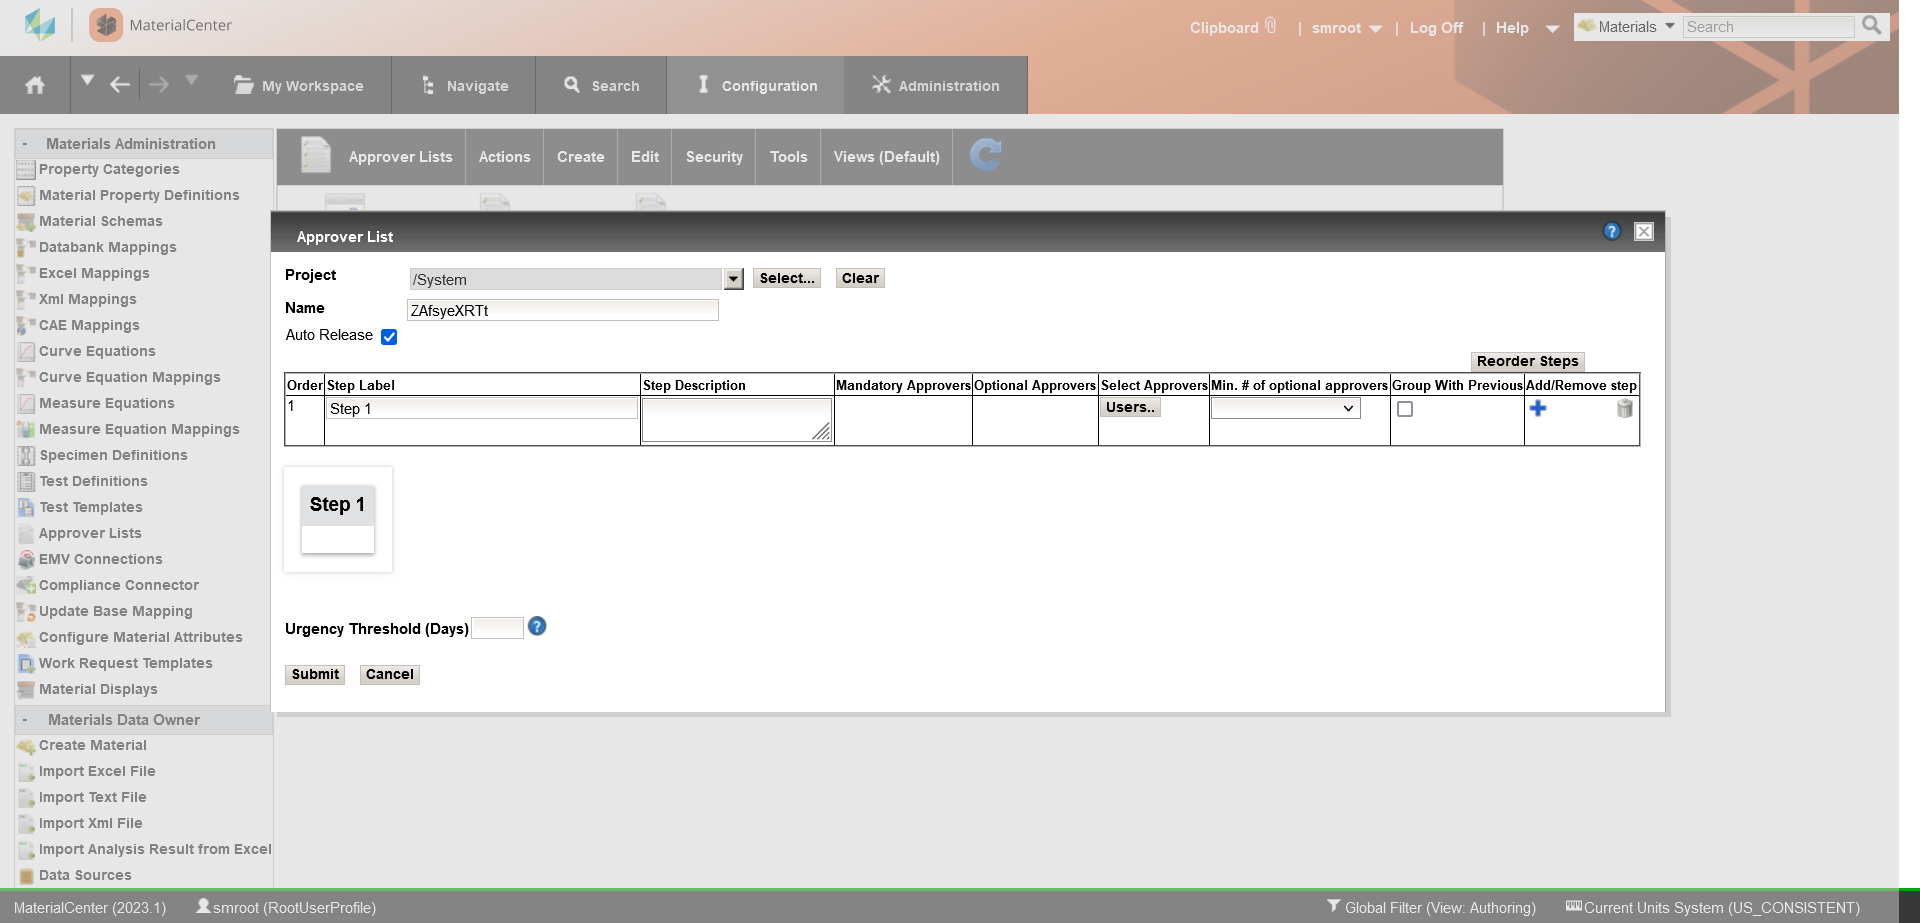 MaterialCenter
Clipboard | smroot | Log Off | Help
Materials Search
My Workspace Navigate Search Configuration Administration
- Materials Administration
Property Categories
Material Property Definitions
Material Schemas
Databank Mappings
Excel Mappings
Xml Mappings
CAE Mappings
Curve Equations
Curve Equation Mappings
Measure Equations
Measure Equation Mappings
Specimen Definitions
Test Definitions
Test Templates
Approver Lists
EMV Connections
Compliance Connector
Update Base Mapping
Configure Material Attributes
Work Request Templates
Material Displays
- Materials Data Owner
Create Material
Import Excel File
Import Text File
Import Xml File
Import Analysis Result from Excel
Data Sources
Approver Lists Actions Create Edit Security Tools Views (Default)
Approver List
Project /System Select... Clear
Name ZAfsyeXRTt
Auto Release
Reorder Steps
Order Step Label Step Description Mandatory Approvers Optional Approvers Select Approvers Min. # of optional approvers Group With Previous Add/Remove step
1 Step 1 Users..
Step 1
Urgency Threshold (Days)
Submit Cancel
MaterialCenter (2023.1) smroot (RootUserProfile) Global Filter (View: Authoring) Current Units System (US_CONSISTENT)